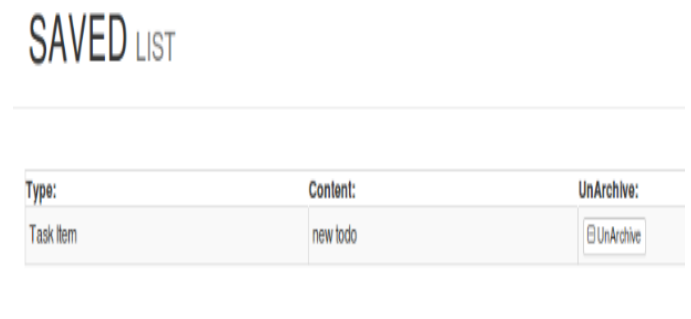 SAVED LIST
Type: Content: UnArchive:
Task Item new todo UnArchive